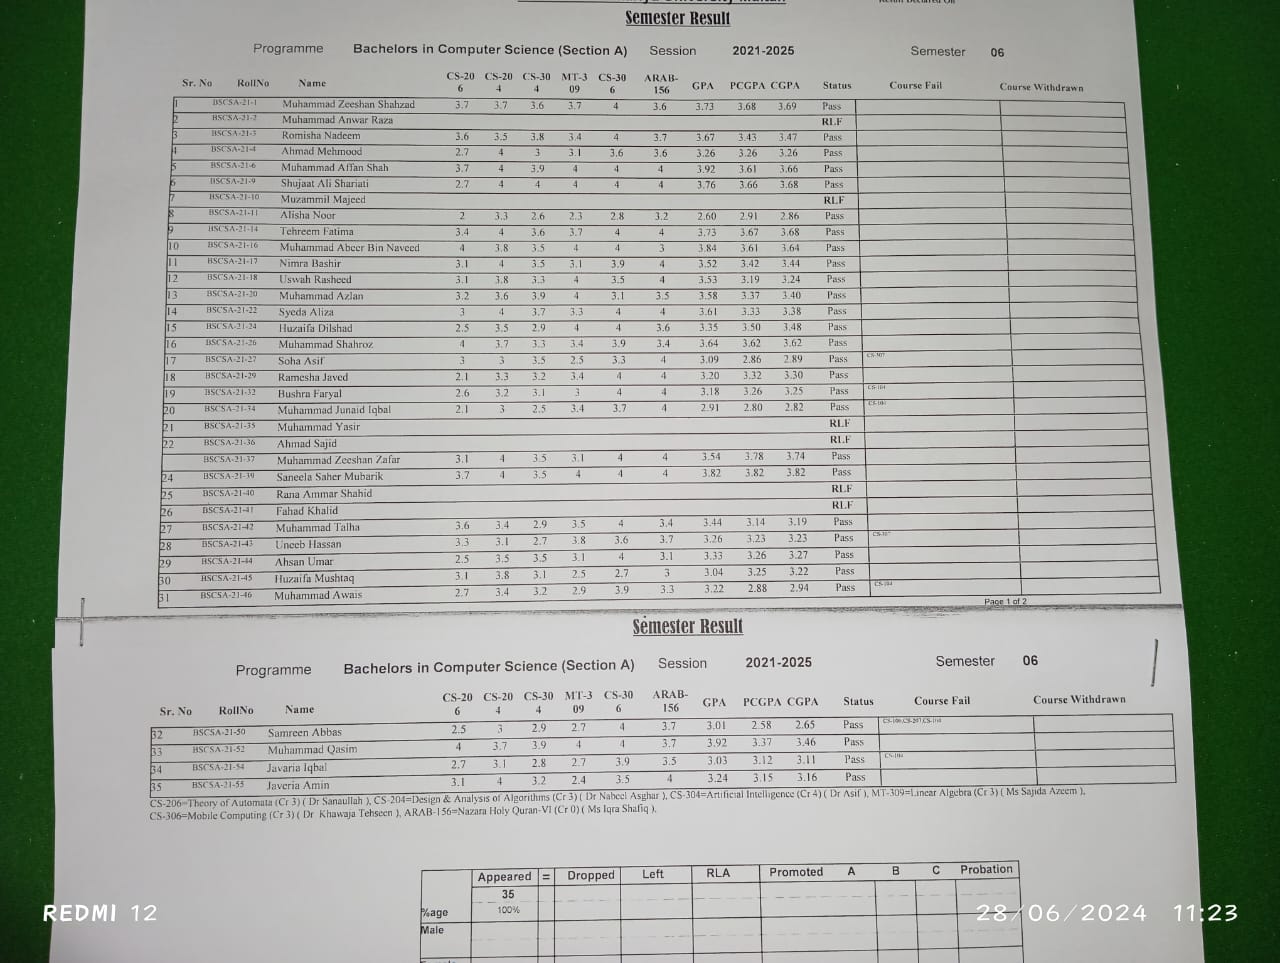 Semester Result
Programme Bachelors in Computer Science (Section A) Session 2021-2025 Semester 06
Sr. No RollNo Name CS-206 CS-204 CS-304 MT-309 CS-306 ARAB-156 GPA PCGPA CGPA Status Course Fail Course Withdrawn
1 BSCSA-21-1 Muhammad Zeeshan Shahzad 3.7 3.7 3.6 3.7 4 3.6 3.73 3.68 3.69 Pass
2 BSCSA-21-2 Muhammad Anwar Raza RLF
3 BSCSA-21-3 Romisha Nadeem 3.6 3.5 3.8 3.4 4 3.7 3.67 3.43 3.47 Pass
4 BSCSA-21-4 Ahmad Mehmood 2.7 4 3 3.1 3.6 3.6 3.26 3.26 3.26 Pass
5 BSCSA-21-6 Muhammad Affan Shah 3.7 4 3.9 4 4 4 3.92 3.61 3.66 Pass
6 BSCSA-21-9 Shujaat Ali Shariati 2.7 4 4 4 4 4 3.76 3.66 3.68 Pass
7 BSCSA-21-10 Muzammil Majeed RLF
8 BSCSA-21-11 Alisha Noor 2 3.3 2.6 2.3 2.8 3.2 2.60 2.91 2.86 Pass
9 BSCSA-21-14 Tehreem Fatima 3.4 4 3.6 3.7 4 4 3.73 3.67 3.68 Pass
10 BSCSA-21-16 Muhammad Abeer Bin Naveed 4 3.8 3.5 4 4 3 3.84 3.61 3.64 Pass
11 BSCSA-21-17 Nimra Bashir 3.1 4 3.5 3.1 3.9 4 3.52 3.42 3.44 Pass
12 BSCSA-21-18 Uswah Rasheed 3.1 3.8 3.3 4 3.5 4 3.53 3.19 3.24 Pass
13 BSCSA-21-20 Muhammad Azlan 3.2 3.6 3.9 4 3.1 3.5 3.58 3.37 3.40 Pass
14 BSCSA-21-22 Syeda Aliza 3 4 3.7 3.3 4 4 3.61 3.33 3.38 Pass
15 BSCSA-21-24 Huzaifa Dilshad 2.5 3.5 2.9 4 4 3.6 3.35 3.50 3.48 Pass
16 BSCSA-21-26 Muhammad Shahroz 4 3.7 3.3 3.4 3.9 3.4 3.64 3.62 3.62 Pass
17 BSCSA-21-27 Soha Asif 3 3 3.5 2.5 3.3 4 3.09 2.86 2.89 Pass
18 BSCSA-21-29 Ramesha Javed 2.1 3.3 3.2 3.4 4 4 3.20 3.32 3.30 Pass
19 BSCSA-21-32 Bushra Faryal 2.6 3.2 3.1 3 4 4 3.18 3.26 3.25 Pass
20 BSCSA-21-34 Muhammad Junaid Iqbal 2.1 3 2.5 3.4 3.7 4 2.91 2.80 2.82 Pass
21 BSCSA-21-35 Muhammad Yasir RLF
22 BSCSA-21-36 Ahmad Sajid RLF
BSCSA-21-37 Muhammad Zeeshan Zafar 3.1 4 3.5 3.1 4 4 3.54 3.78 3.74 Pass
24 BSCSA-21-39 Saneela Saher Mubarik 3.7 4 3.5 4 4 4 3.82 3.82 3.82 Pass
25 BSCSA-21-40 Rana Ammar Shahid RLF
26 BSCSA-21-41 Fahad Khalid RLF
27 BSCSA-21-42 Muhammad Talha 3.6 3.4 2.9 3.5 4 3.4 3.44 3.14 3.19 Pass
28 BSCSA-21-43 Uneeb Hassan 3.3 3.1 2.7 3.8 3.6 3.7 3.26 3.23 3.23 Pass
29 BSCSA-21-44 Ahsan Umar 2.5 3.5 3.5 3.1 4 3.1 3.33 3.26 3.27 Pass
30 BSCSA-21-45 Huzaifa Mushtaq 3.1 3.8 3.1 2.5 2.7 3 3.04 3.25 3.22 Pass
31 BSCSA-21-46 Muhammad Awais 2.7 3.4 3.2 2.9 3.9 3.3 3.22 2.88 2.94 Pass
Page 1 of 2
Semester Result
Programme Bachelors in Computer Science (Section A) Session 2021-2025 Semester 06
Sr. No RollNo Name CS-206 CS-204 CS-304 MT-309 CS-306 ARAB-156 GPA PCGPA CGPA Status Course Fail Course Withdrawn
32 BSCSA-21-50 Samreen Abbas 2.5 3 2.9 2.7 4 3.7 3.01 2.58 2.65 Pass
33 BSCSA-21-52 Muhammad Qasim 4 3.7 3.9 4 4 3.7 3.92 3.37 3.46 Pass
34 BSCSA-21-54 Javaria Iqbal 2.7 3.1 2.8 2.7 3.9 3.5 3.03 3.12 3.11 Pass
35 BSCSA-21-55 Javeria Amin 3.1 4 3.2 2.4 3.5 4 3.24 3.15 3.16 Pass
CS-206=Theory of Automata (Cr 3) ( Dr Sanaullah ), CS-204=Design & Analysis of Algorithms (Cr 3) ( Dr Nabeel Asghar ), CS-304=Artificial Intelligence (Cr 4) ( Dr Asif ), MT-309=Linear Algebra (Cr 3) ( Ms Sajida Azeem ),
CS-306=Mobile Computing (Cr 3) ( Dr Khawaja Tehseen ), ARAB-156=Nazara Holy Quran-VI (Cr 0) ( Ms Iqra Shafiq ),
Appeared = Dropped Left RLA Promoted A B C Probation
35
%age 100%
Male
REDMI 12
28/06/2024 11:23